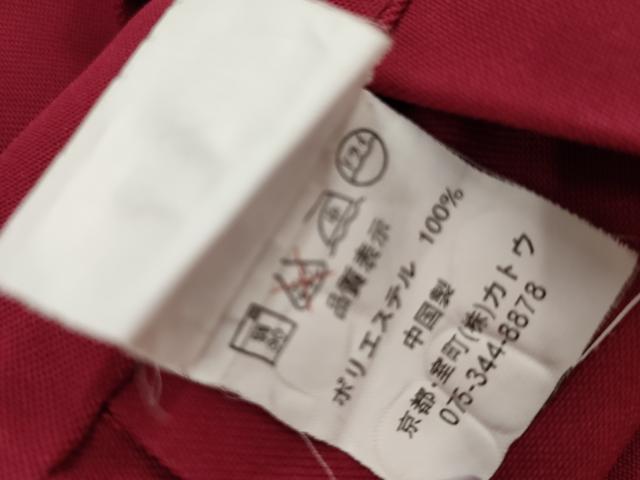 品質表示
ポリエステル 100%
中国製
京都・室町(株)カトウ
075-344-8878